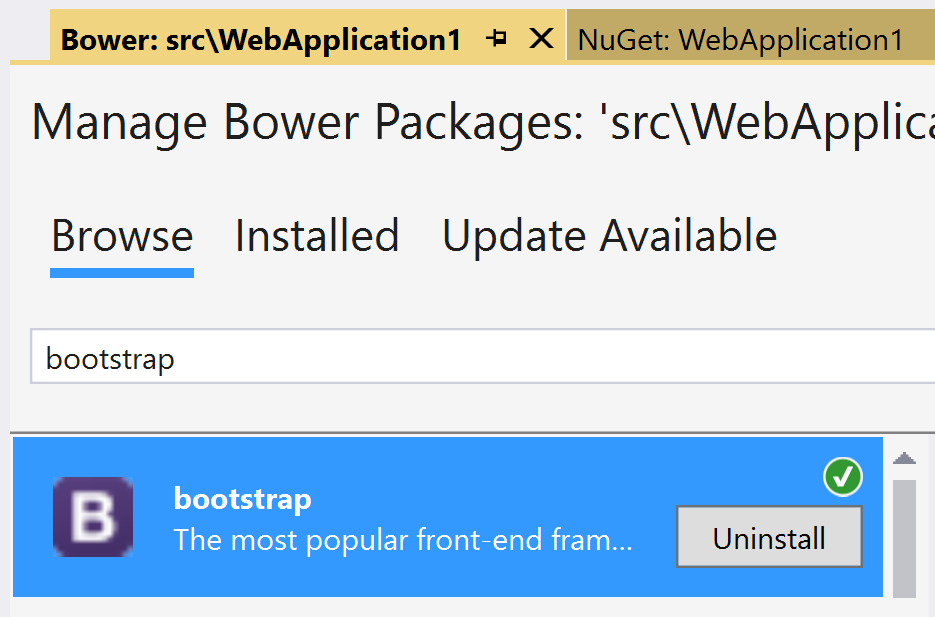 Bower: src\WebApplication1 NuGet: WebApplication1
Manage Bower Packages: 'src\WebApplica
Browse Installed Update Available
bootstrap
B
bootstrap
The most popular front-end fram...
Uninstall